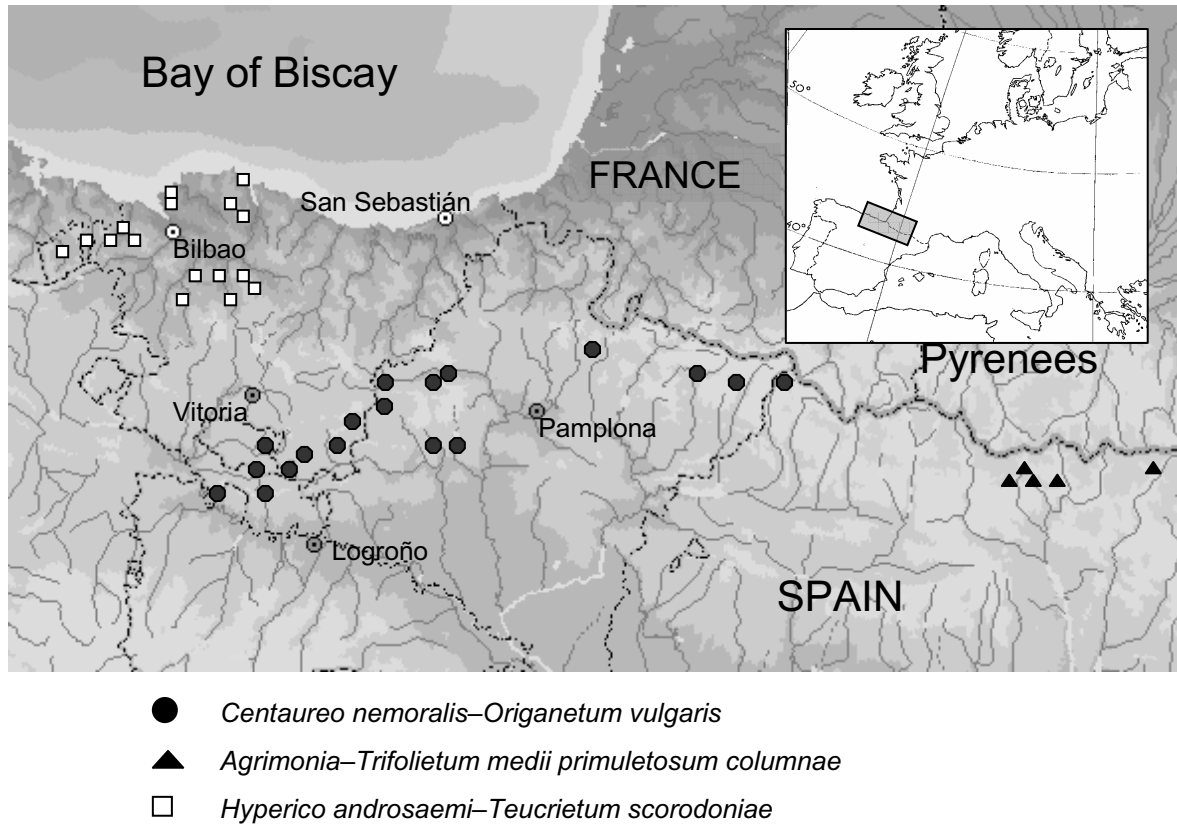 Bay of Biscay
FRANCE
San Sebastián
Bilbao
Pyrenees
Vitoria
Pamplona
Logroño
SPAIN
Centaureo nemoralis–Origanetum vulgaris
Agrimonia–Trifolietum medii primuletosum columnae
Hyperico androsaemi–Teucrietum scorodoniae